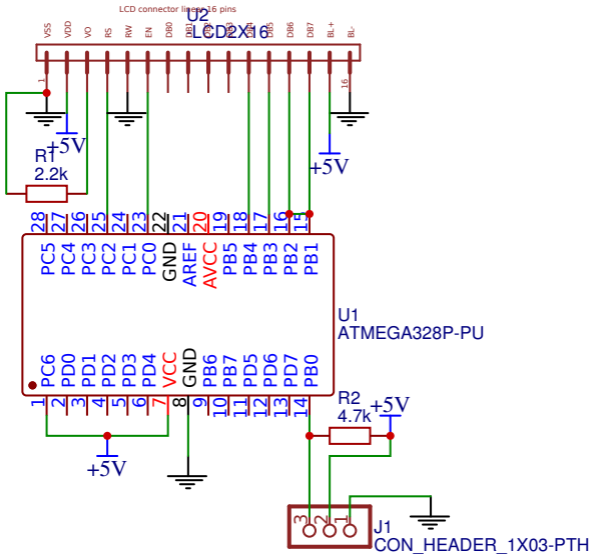 LCD connector linear 16 pins
U2
LCD2X16
VSS VDD VO RS RW EN DB0 DB1 DB2 DB3 DB4 DB5 DB6 DB7 BL+ BL-
1 16
+5V
+5V
R1
2.2k
28 27 26 25 24 23 22 21 20 19 18 17 16 15
PC5 PC4 PC3 PC2 PC1 PC0 GND AREF AVCC PB5 PB4 PB3 PB2 PB1
U1
ATMEGA328P-PU
PC6 PD0 PD1 PD2 PD3 PD4 VCC GND PB6 PB7 PD5 PD6 PD7 PB0
1 2 3 4 5 6 7 8 9 10 11 12 13 14
R2
4.7k
+5V
+5V
3 2 1
J1
CON_HEADER_1X03-PTH